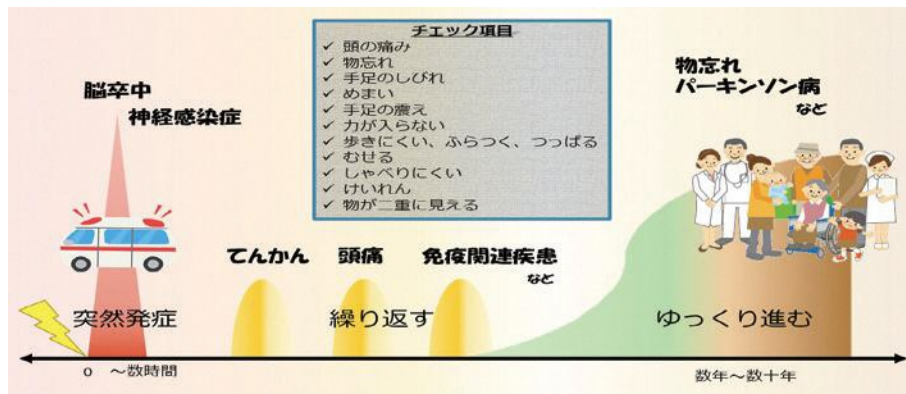 チェック項目
✓ 頭の痛み
✓ 物忘れ
✓ 手足のしびれ
✓ めまい
✓ 手足の震え
✓ 力が入らない
✓ 歩きにくい、ふらつく、つっぱる
✓ むせる
✓ しゃべりにくい
✓ けいれん
✓ 物が二重に見える
脳卒中
神経感染症
物忘れ
パーキンソン病
など
てんかん 頭痛 免疫関連疾患
など
突然発症 繰り返す ゆっくり進む
0 ～数時間 数年～数十年